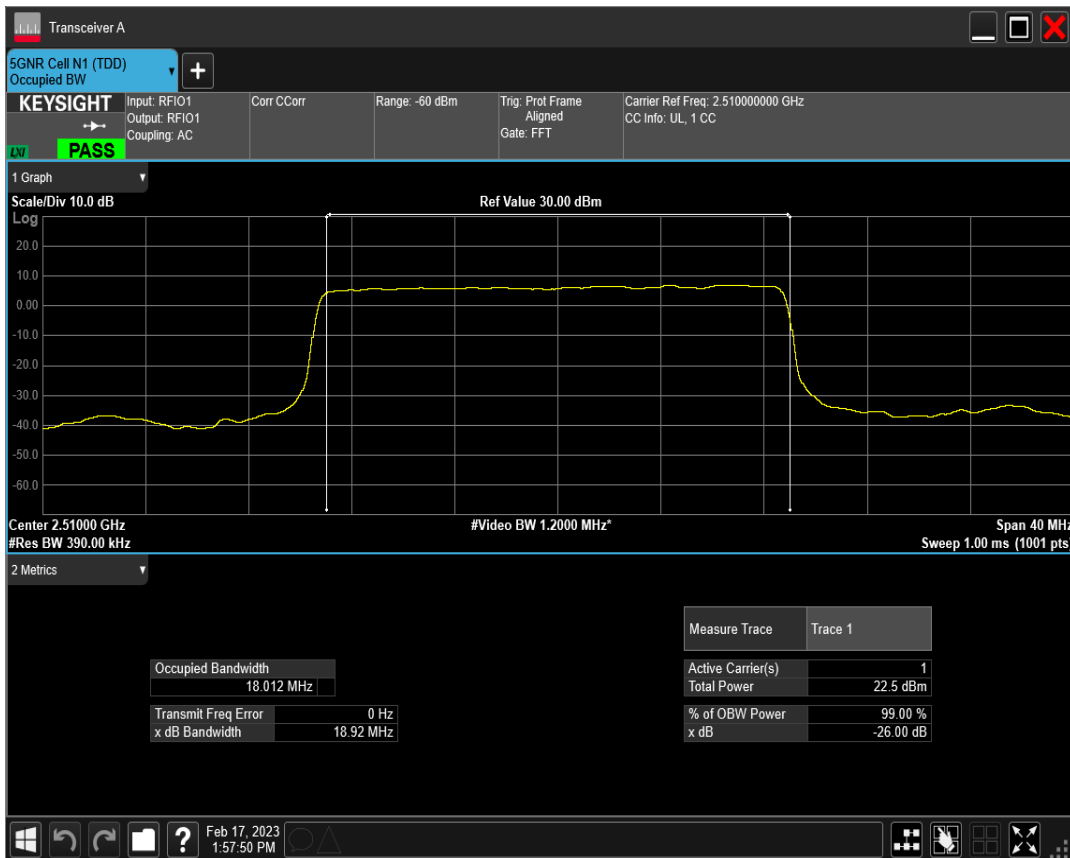 Transceiver A
5GNR Cell N1 (TDD)
Occupied BW
KEYSIGHT
LXI
PASS
Input: RFIO1
Output: RFIO1
Coupling: AC
Corr CCorr
Range: -60 dBm
Trig: Prot Frame
Aligned
Gate: FFT
Carrier Ref Freq: 2.510000000 GHz
CC Info: UL, 1 CC
1 Graph
Scale/Div 10.0 dB
Ref Value 30.00 dBm
Log
20.0
10.0
0.00
-10.0
-20.0
-30.0
-40.0
-50.0
-60.0
Center 2.51000 GHz
#Video BW 1.2000 MHz*
Span 40 MHz
#Res BW 390.00 kHz
Sweep 1.00 ms (1001 pts)
2 Metrics
Measure Trace Trace 1
Occupied Bandwidth
18.012 MHz
Active Carrier(s) 1
Total Power 22.5 dBm
Transmit Freq Error 0 Hz
x dB Bandwidth 18.92 MHz
% of OBW Power 99.00 %
x dB -26.00 dB
?
Feb 17, 2023
1:57:50 PM